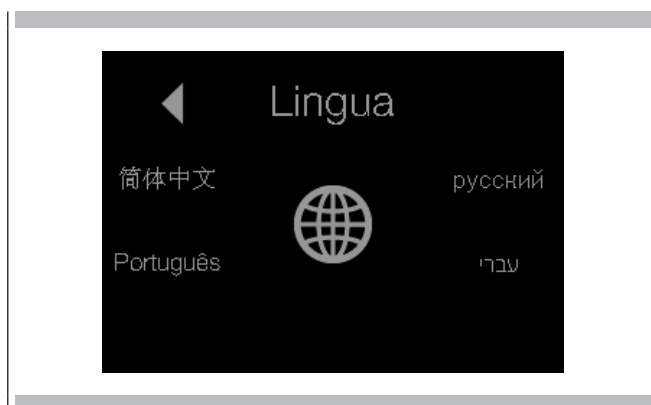 Lingua
简体中文
русский
Português
עברי